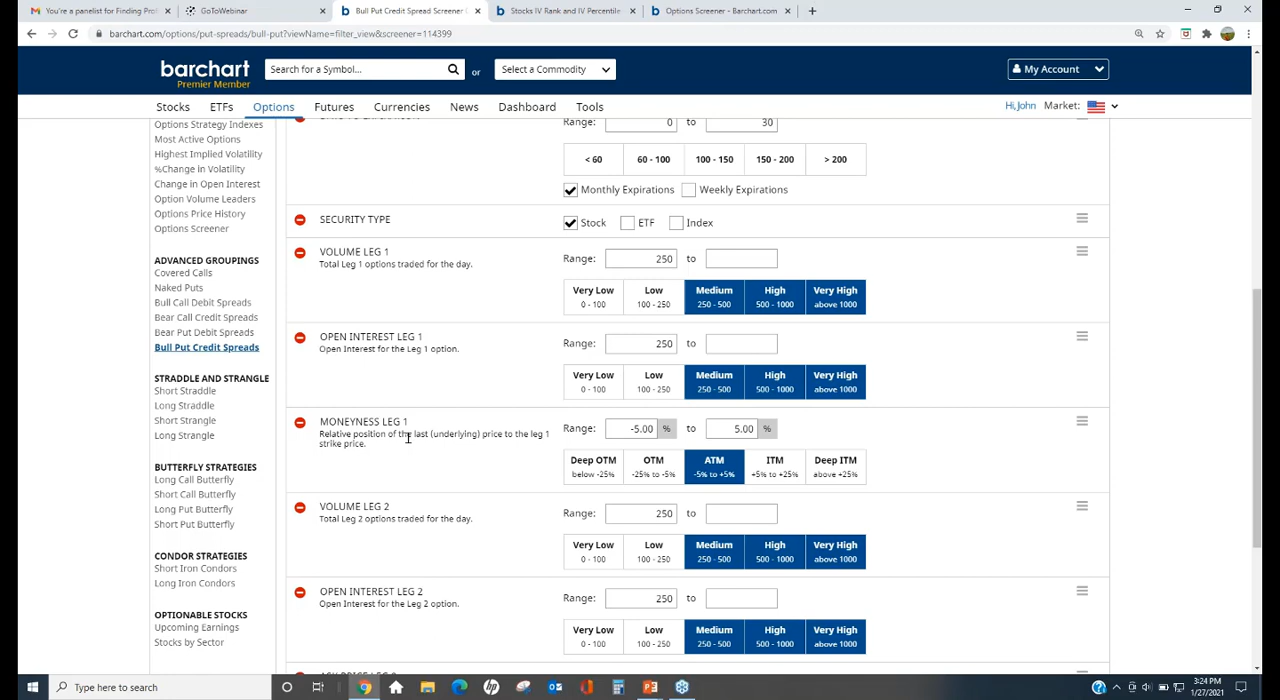 You're a panelist for Finding Pro
GoToWebinar
Bull Put Credit Spread Screener
Stocks IV Rank and IV Percentile
Options Screener - Barchart.com
barchart.com/options/put-spreads/bull-put?viewName=filter_view&screener=114399
barchart
Premier Member
Search for a Symbol...
or
Select a Commodity
My Account
Stocks
ETFs
Options
Futures
Currencies
News
Dashboard
Tools
Hi, John
Market:
Options Strategy Indexes
Most Active Options
Highest Implied Volatility
%Change in Volatility
Change in Open Interest
Option Volume Leaders
Options Price History
Options Screener
ADVANCED GROUPINGS
Covered Calls
Naked Puts
Bull Call Debit Spreads
Bear Call Credit Spreads
Bear Put Debit Spreads
Bull Put Credit Spreads
STRADDLE AND STRANGLE
Short Straddle
Long Straddle
Short Strangle
Long Strangle
BUTTERFLY STRATEGIES
Long Call Butterfly
Short Call Butterfly
Long Put Butterfly
Short Put Butterfly
CONDOR STRATEGIES
Short Iron Condors
Long Iron Condors
OPTIONABLE STOCKS
Upcoming Earnings
Stocks by Sector
Range: 0 to 30
< 60 60 - 100 100 - 150 150 - 200 > 200
Monthly Expirations Weekly Expirations
SECURITY TYPE
Stock ETF Index
VOLUME LEG 1
Total Leg 1 options traded for the day.
Range: 250 to
Very Low Low Medium High Very High
0 - 100 100 - 250 250 - 500 500 - 1000 above 1000
OPEN INTEREST LEG 1
Open Interest for the Leg 1 option.
Range: 250 to
Very Low Low Medium High Very High
0 - 100 100 - 250 250 - 500 500 - 1000 above 1000
MONEYNESS LEG 1
Relative position of the last (underlying) price to the leg 1
strike price.
Range: -5.00 % to 5.00 %
Deep OTM OTM ATM ITM Deep ITM
below -25% -25% to -5% -5% to +5% +5% to +25% above +25%
VOLUME LEG 2
Total Leg 2 options traded for the day.
Range: 250 to
Very Low Low Medium High Very High
0 - 100 100 - 250 250 - 500 500 - 1000 above 1000
OPEN INTEREST LEG 2
Open Interest for the Leg 2 option.
Range: 250 to
Very Low Low Medium High Very High
0 - 100 100 - 250 250 - 500 500 - 1000 above 1000
Type here to search
3:24 PM
1/27/2021